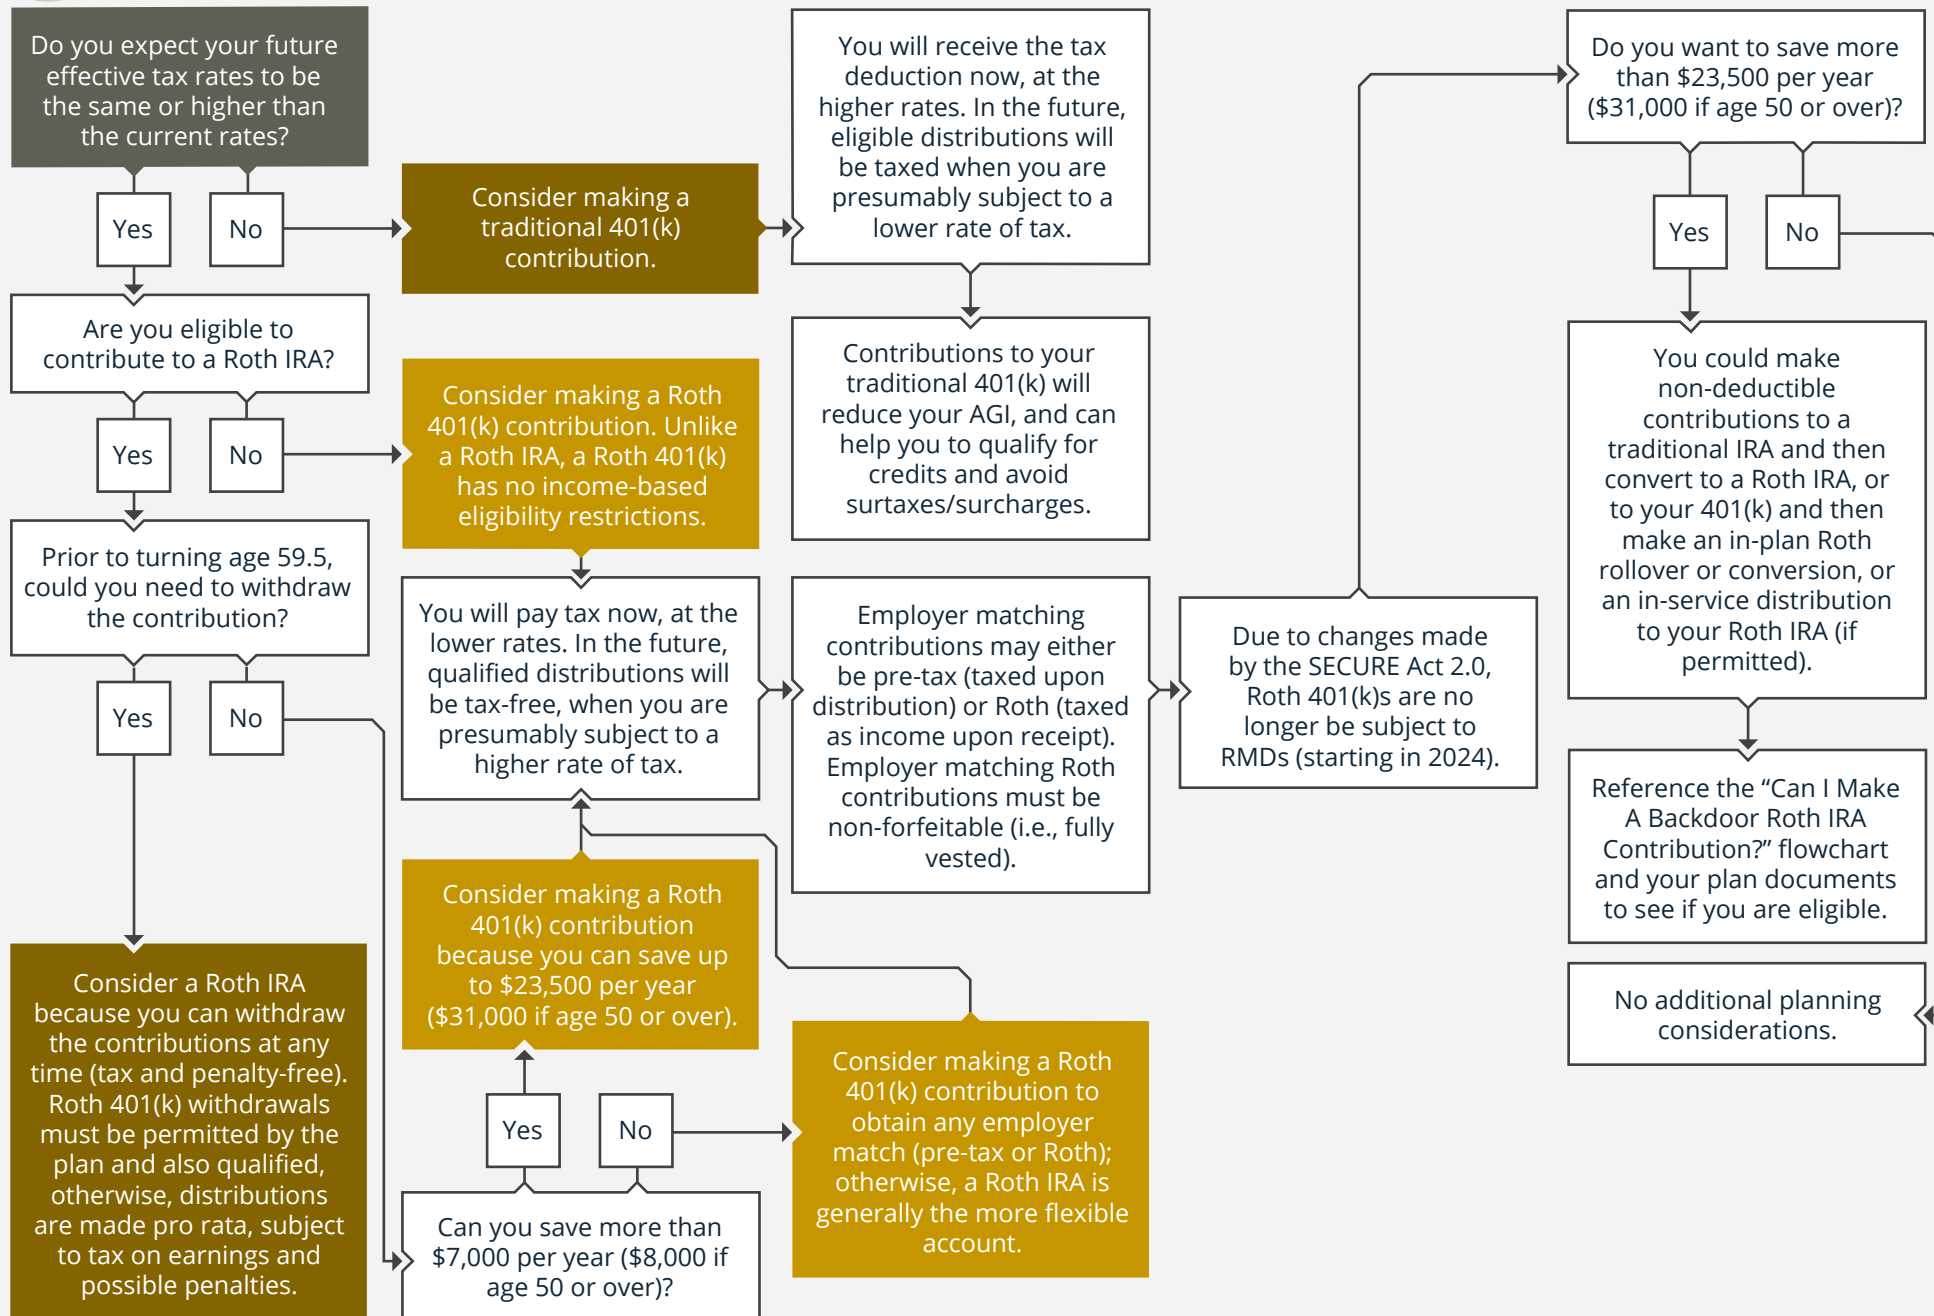 Do you expect your future
effective tax rates to be
the same or higher than
the current rates?
Yes
No
Are you eligible to
contribute to a Roth IRA?
Yes
No
Prior to turning age 59.5,
could you need to withdraw
the contribution?
Yes
No
Consider a Roth IRA
because you can withdraw
the contributions at any
time (tax and penalty-free).
Roth 401(k) withdrawals
must be permitted by the
plan and also qualified,
otherwise, distributions
are made pro rata, subject
to tax on earnings and
possible penalties.
Consider making a
traditional 401(k)
contribution.
Consider making a Roth
401(k) contribution. Unlike
a Roth IRA, a Roth 401(k)
has no income-based
eligibility restrictions.
You will pay tax now, at the
lower rates. In the future,
qualified distributions will
be tax-free, when you are
presumably subject to a
higher rate of tax.
Consider making a Roth
401(k) contribution
because you can save up
to $23,500 per year
($31,000 if age 50 or over).
Yes
No
Can you save more than
$7,000 per year ($8,000 if
age 50 or over)?
You will receive the tax
deduction now, at the
higher rates. In the future,
eligible distributions will
be taxed when you are
presumably subject to a
lower rate of tax.
Contributions to your
traditional 401(k) will
reduce your AGI, and can
help you to qualify for
credits and avoid
surtaxes/surcharges.
Employer matching
contributions may either
be pre-tax (taxed upon
distribution) or Roth (taxed
as income upon receipt).
Employer matching Roth
contributions must be
non-forfeitable (i.e., fully
vested).
Consider making a Roth
401(k) contribution to
obtain any employer
match (pre-tax or Roth);
otherwise, a Roth IRA is
generally the more flexible
account.
Due to changes made
by the SECURE Act 2.0,
Roth 401(k)s are no
longer be subject to
RMDs (starting in 2024).
Do you want to save more
than $23,500 per year
($31,000 if age 50 or over)?
Yes
No
You could make
non-deductible
contributions to a
traditional IRA and then
convert to a Roth IRA, or
to your 401(k) and then
make an in-plan Roth
rollover or conversion, or
an in-service distribution
to your Roth IRA (if
permitted).
Reference the “Can I Make
A Backdoor Roth IRA
Contribution?” flowchart
and your plan documents
to see if you are eligible.
No additional planning
considerations.